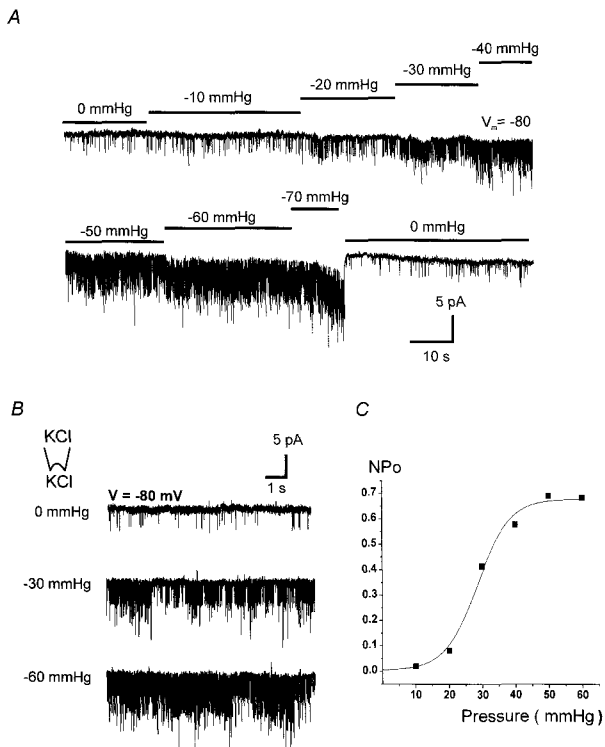 A
-40 mmHg
-30 mmHg
-20 mmHg
-10 mmHg
0 mmHg
Vm= -80
-70 mmHg
-60 mmHg
-50 mmHg
0 mmHg
5 pA
10 s
B
KCl
KCl
5 pA
1 s
V = -80 mV
0 mmHg
-30 mmHg
-60 mmHg
C
NPo
0.7
0.6
0.5
0.4
0.3
0.2
0.1
0.0
10 20 30 40 50 60
Pressure ( mmHg)